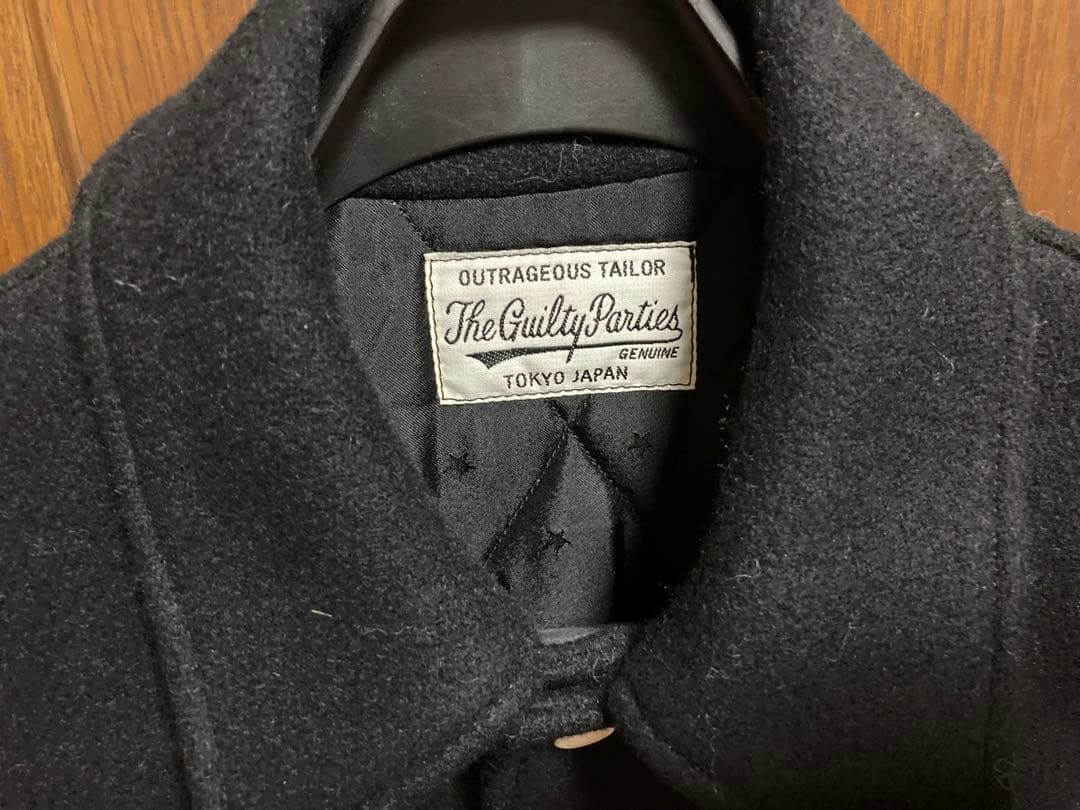 OUTRAGEOUS TAILOR
The Guilty Parties
GENUINE
TOKYO JAPAN